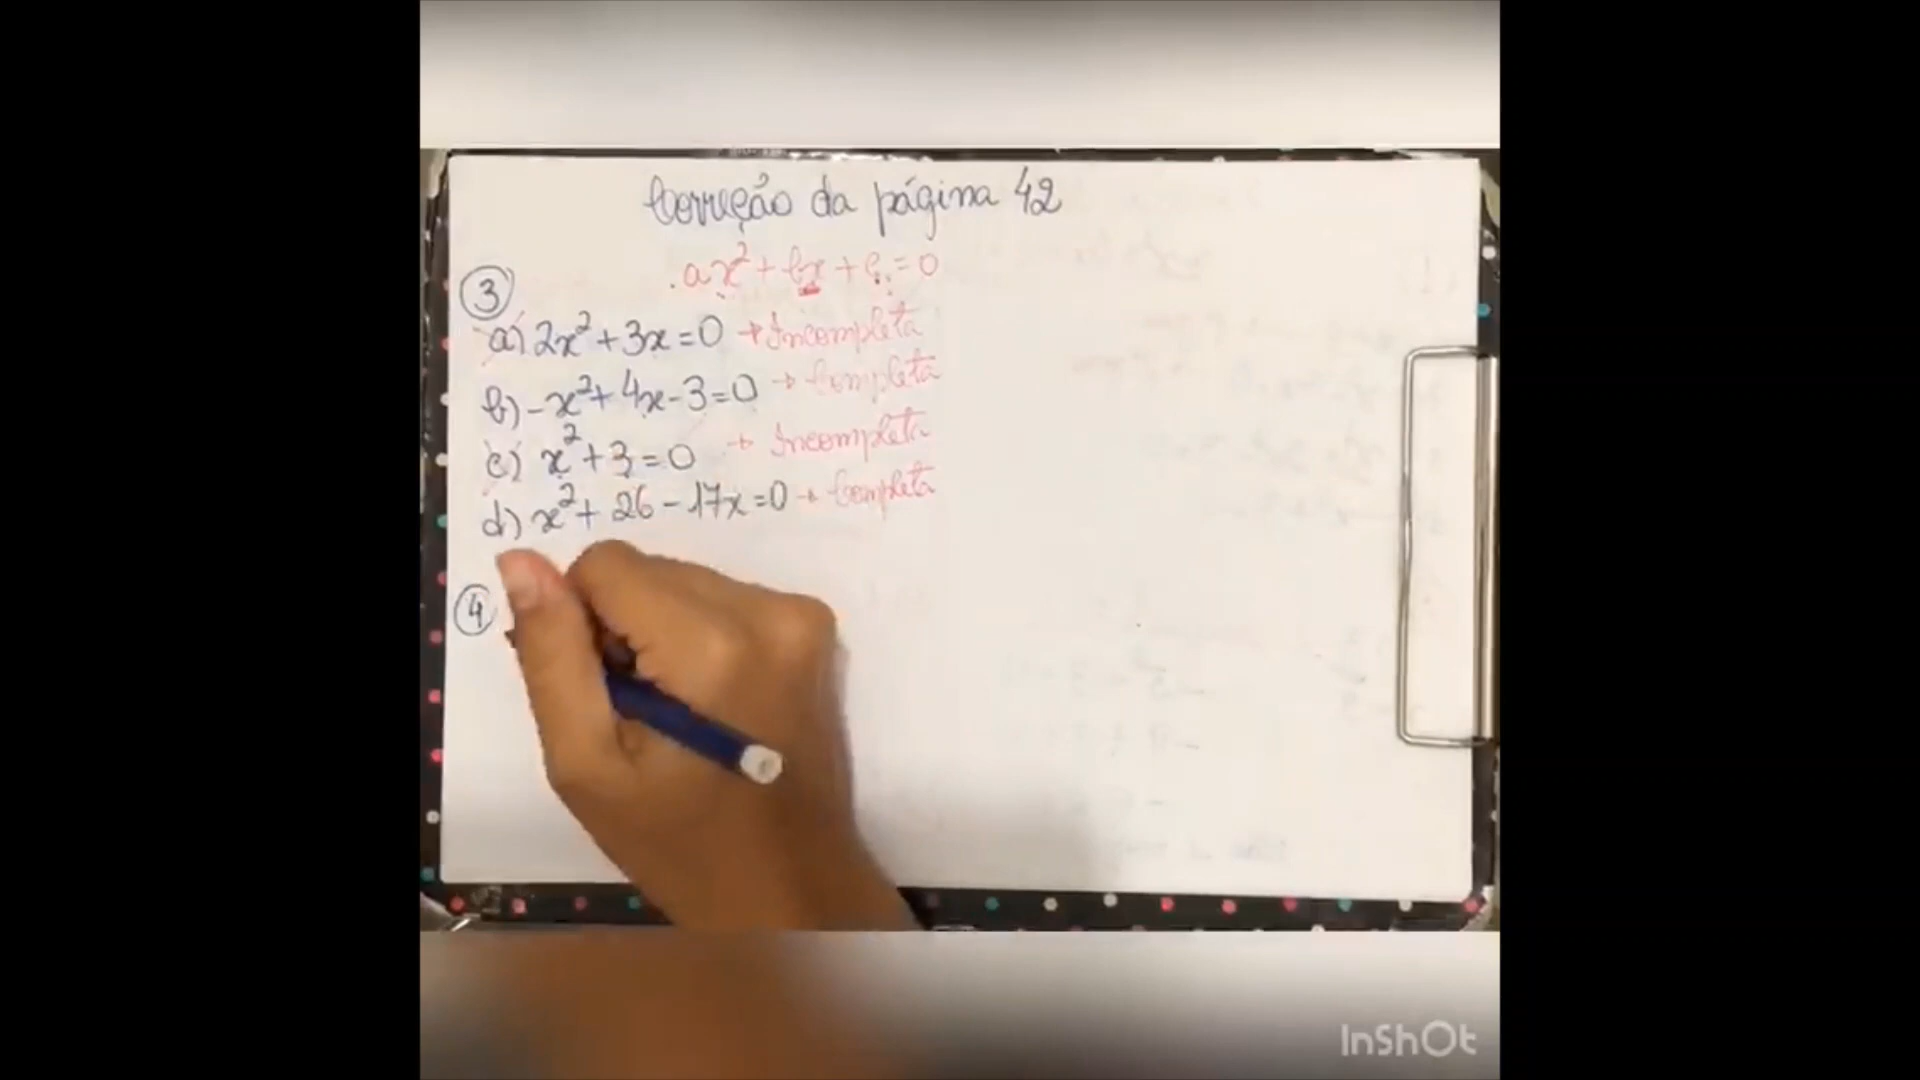 Correção da página 42
ax² + bx + c = 0
3
a) 2x² + 3x = 0 → Incompleta
b) -x² + 4x - 3 = 0 → Completa
c) x² + 3 = 0 → Incompleta
d) x² + 26 - 17x = 0 → Completa
4
InShOt